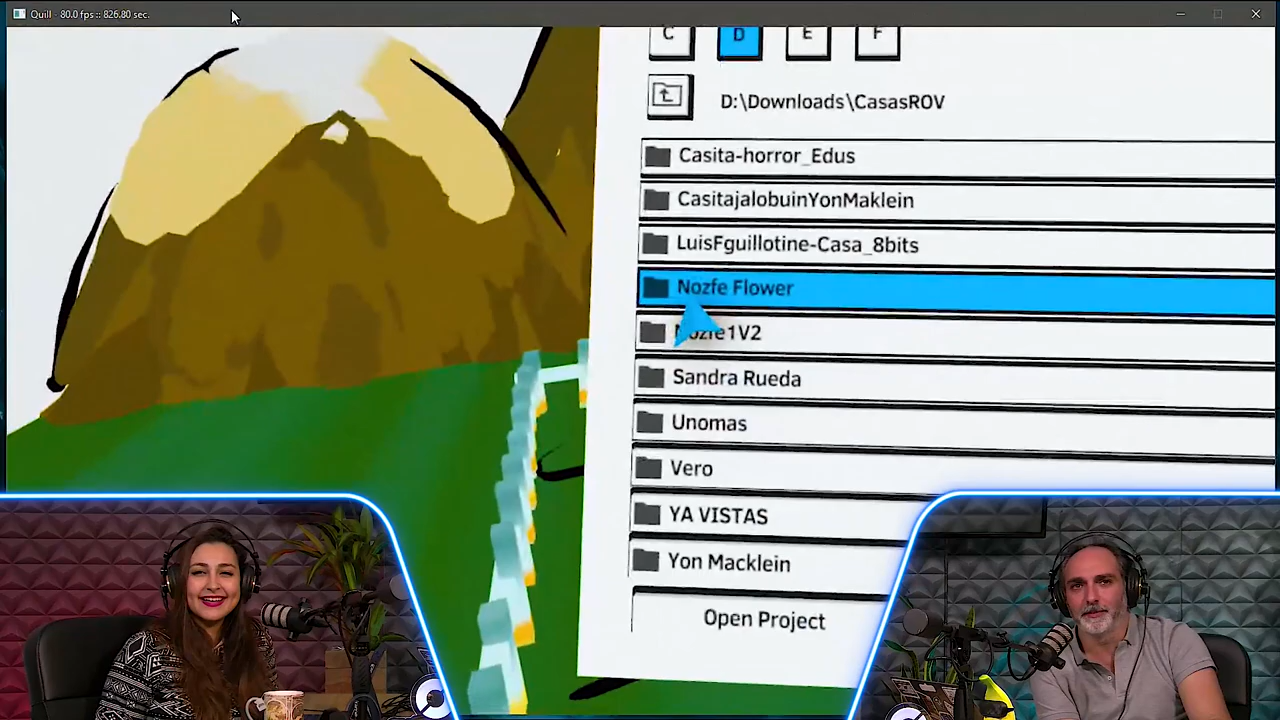 Quill - 80.0 fps :: 826.80 sec.
C D E F
D:\Downloads\CasasROV
Casita-horror_Edus
CasitajalobuinYonMaklein
LuisFguillotine-Casa_8bits
Nozfe Flower
Nozfe1V2
Sandra Rueda
Unomas
Vero
YA VISTAS
Yon Macklein
Open Project